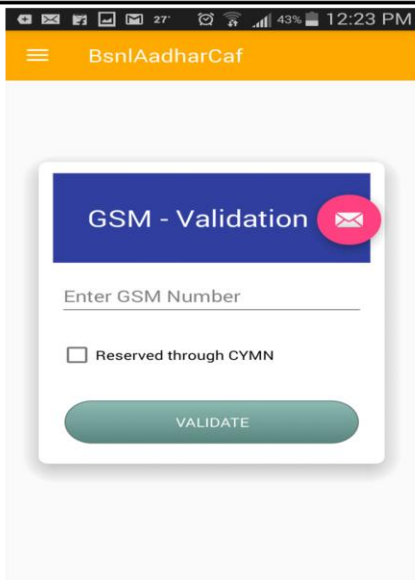 27° 43% 12:23 PM
BsnlAadharCaf
GSM - Validation
Enter GSM Number
Reserved through CYMN
VALIDATE